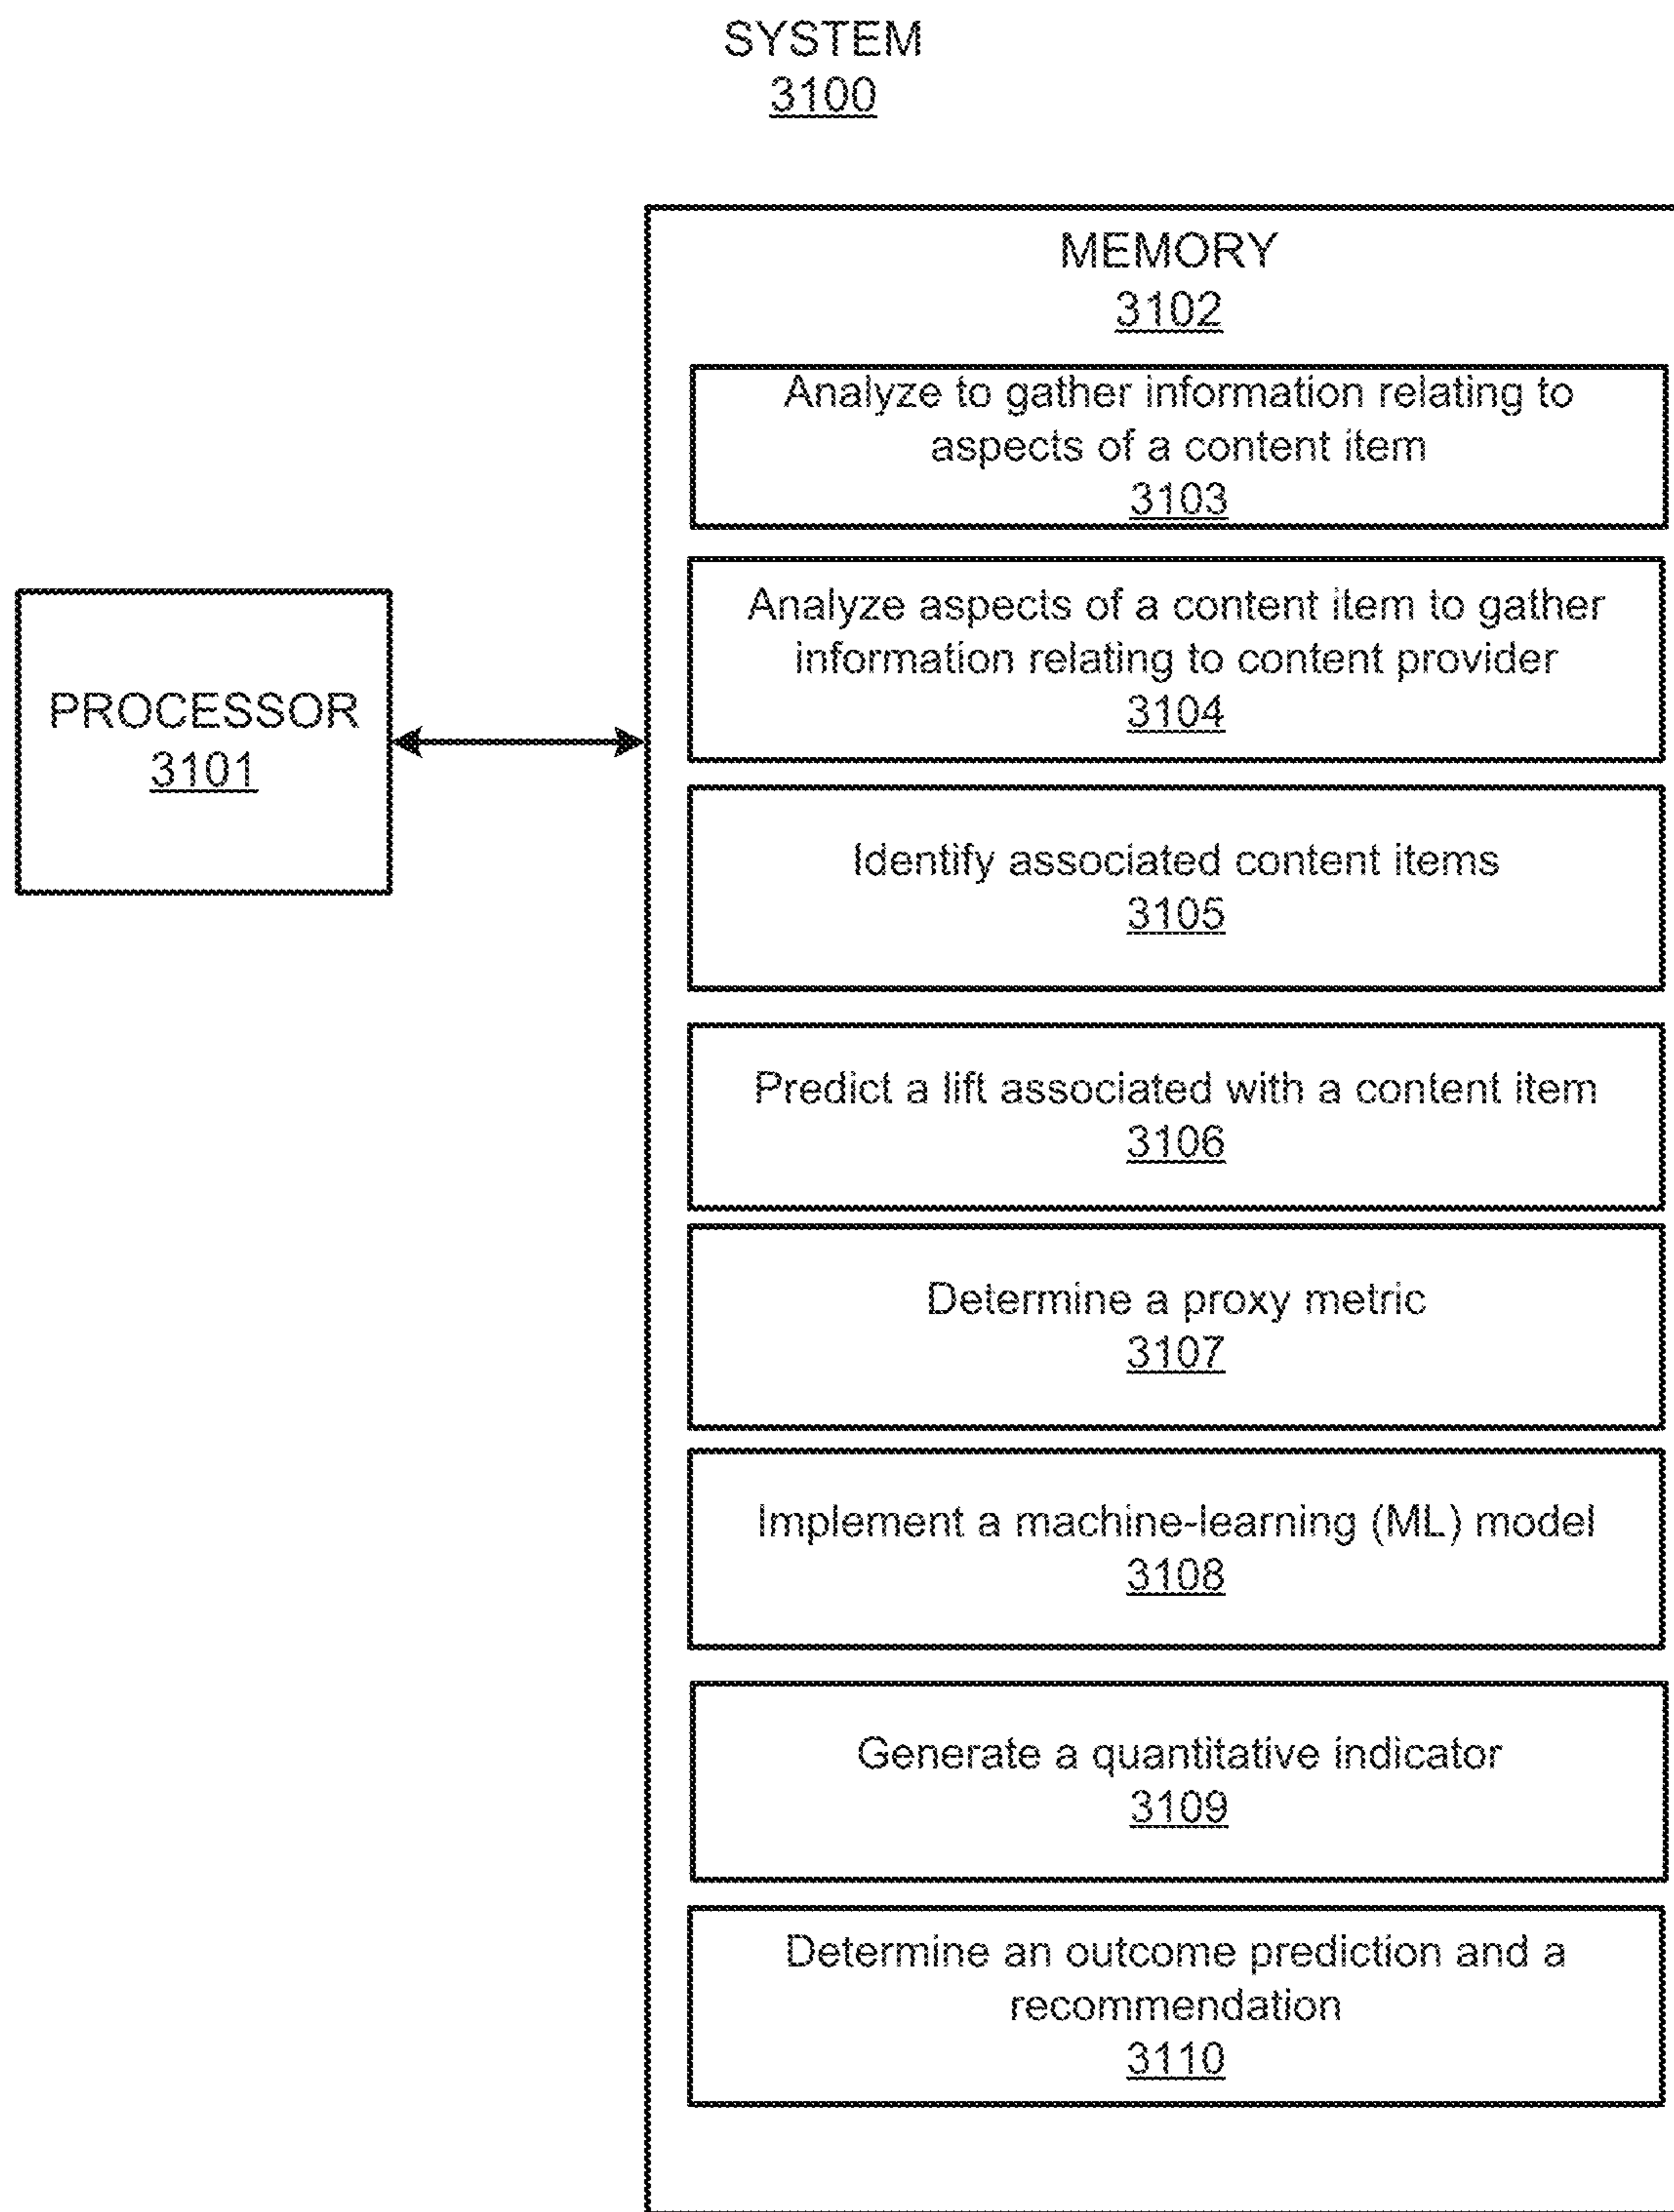 SYSTEM
3100
MEMORY
3102
Analyze to gather information relating to
aspects of a content item
3103
Analyze aspects of a content item to gather
information relating to content provider
3104
PROCESSOR
3101
Identify associated content items
3105
Predict a lift associated with a content item
3106
Determine a proxy metric
3107
Implement a machine-learning (ML) model
3108
Generate a quantitative indicator
3109
Determine an outcome prediction and a
recommendation
3110